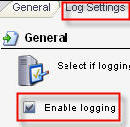 General Log Settings
General
Select if logging
Enable logging